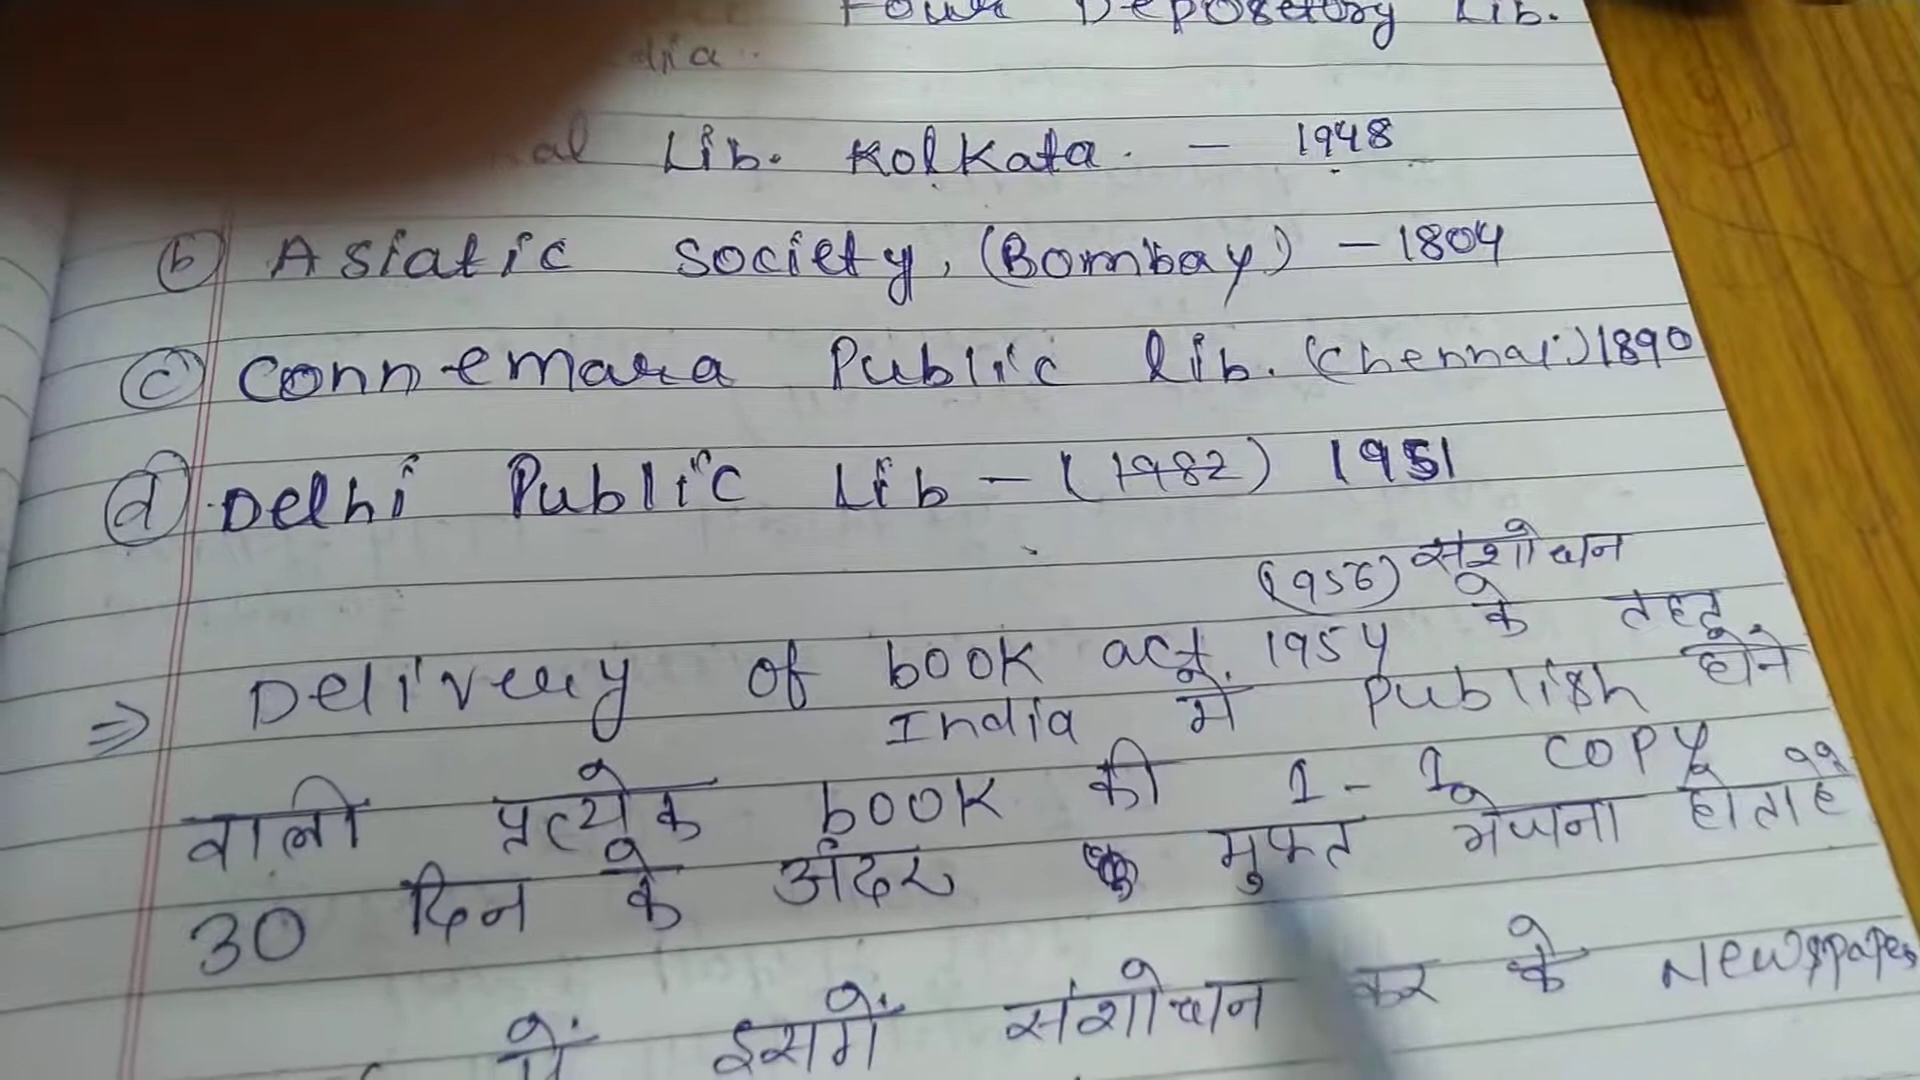 Four Depository Lib.
Lib. Kolkata. - 1948
(b) Asiatic Society, (Bombay) - 1804
(c) Connemara Public lib. (Chennai) 1890
(d) Delhi Public Lib - (1982) 1951
(1956) संशोधन
⇒ Delivery of book act, 1954 के तहत
India में Publish होने
वाली प्रत्येक book की 1-1 copy
30 दिन के अंदर मुफ्त भेजना होता है
में इसमें संशोधन कर के Newspaper